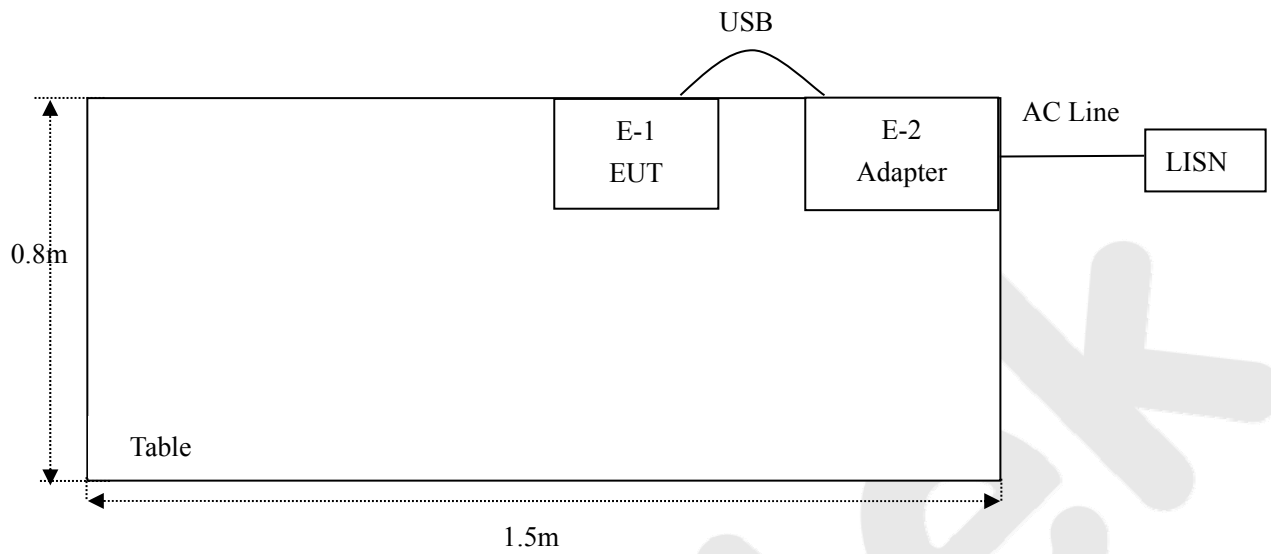 USB
E-1
EUT
E-2
Adapter
AC Line
LISN
0.8m
Table
1.5m